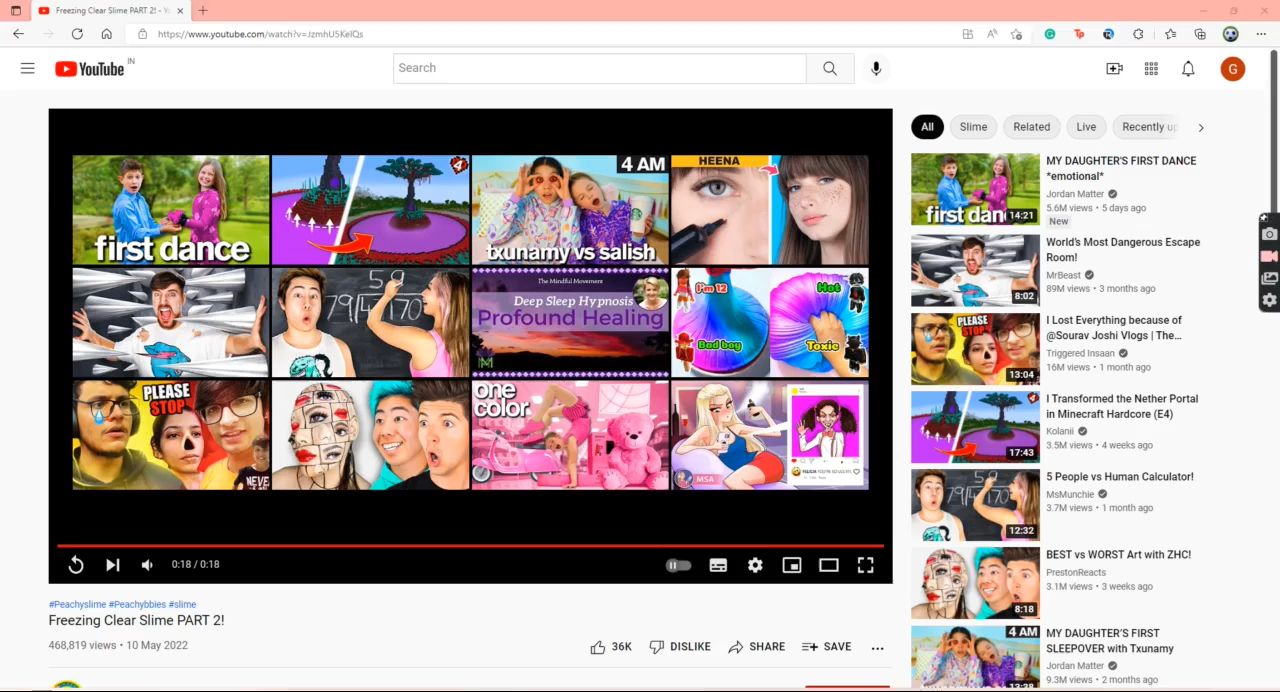 Freezing Clear Slime PART 2! - Yo
https://www.youtube.com/watch?v=JzmhU5KelQs
YouTube IN
Search
G
first dance
4
4 AM
txunamy vs salish
HEENA
The Mindful Movement
Deep Sleep Hypnosis
Profound Healing
I'm 12
Hot
Bad boy
Toxic
PLEASE
STOP
NEVE
one
color
MSA
0:18 / 0:18
#Peachyslime #Peachybbies #slime
Freezing Clear Slime PART 2!
468,819 views • 10 May 2022
36K
DISLIKE
SHARE
SAVE
All
Slime
Related
Live
Recently up
MY DAUGHTER'S FIRST DANCE
*emotional*
Jordan Matter
5.6M views • 5 days ago
New
14:21
World's Most Dangerous Escape
Room!
MrBeast
89M views • 3 months ago
8:02
I Lost Everything because of
@Sourav Joshi Vlogs | The...
Triggered Insaan
16M views • 1 month ago
PLEASE
STOP
13:04
I Transformed the Nether Portal
in Minecraft Hardcore (E4)
Kolanii
3.5M views • 4 weeks ago
17:43
5 People vs Human Calculator!
MsMunchie
3.7M views • 1 month ago
12:32
BEST vs WORST Art with ZHC!
PrestonReacts
3.1M views • 3 weeks ago
8:18
MY DAUGHTER'S FIRST
SLEEPOVER with Txunamy
Jordan Matter
9.3M views • 2 months ago
4 AM